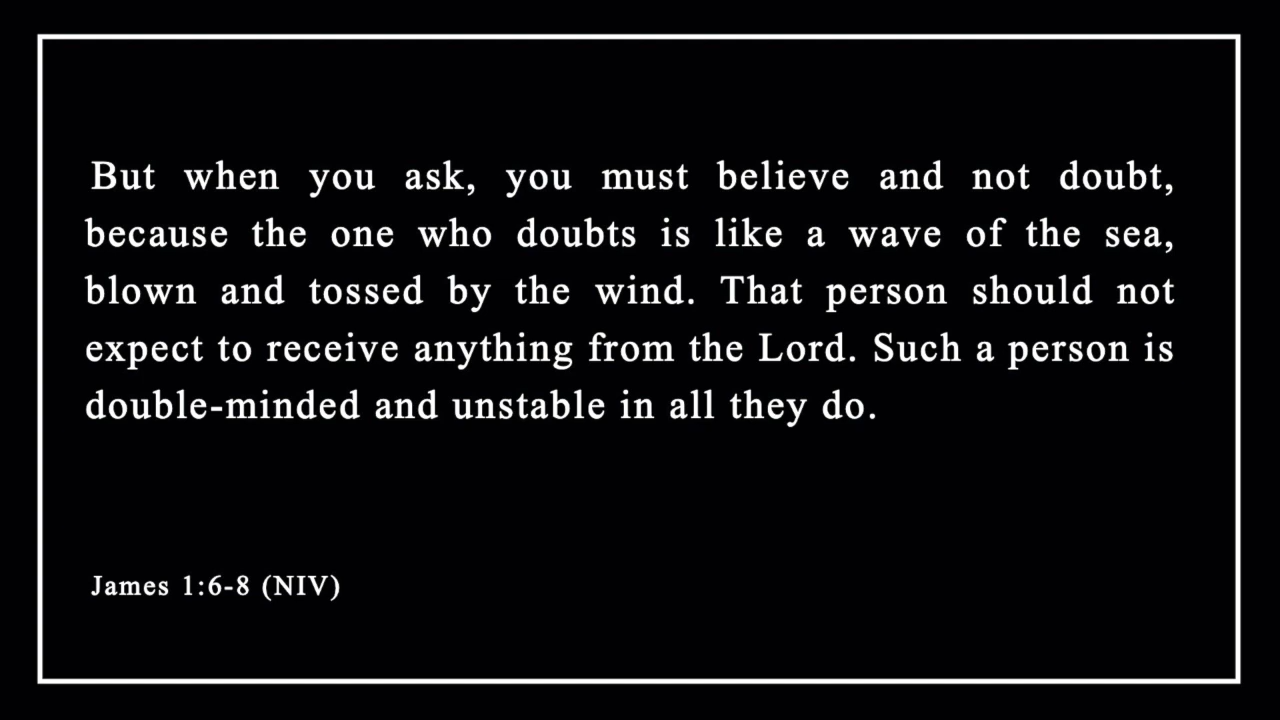 But when you ask, you must believe and not doubt,
because the one who doubts is like a wave of the sea,
blown and tossed by the wind. That person should not
expect to receive anything from the Lord. Such a person is
double-minded and unstable in all they do.
James 1:6-8 (NIV)